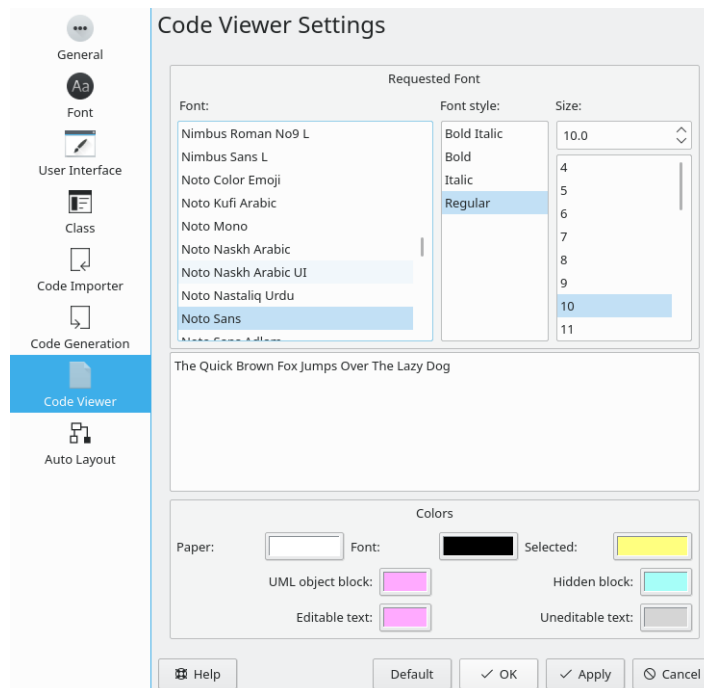 Code Viewer Settings
General
Font
User Interface
Class
Code Importer
Code Generation
Code Viewer
Auto Layout
Requested Font
Font:
Font style:
Size:
Nimbus Roman No9 L
Nimbus Sans L
Noto Color Emoji
Noto Kufi Arabic
Noto Mono
Noto Naskh Arabic
Noto Naskh Arabic UI
Noto Nastaliq Urdu
Noto Sans
Noto Sans Adlam
Bold Italic
Bold
Italic
Regular
10.0
4
5
6
7
8
9
10
11
The Quick Brown Fox Jumps Over The Lazy Dog
Colors
Paper: Font: Selected:
UML object block: Hidden block:
Editable text: Uneditable text:
Help Default OK Apply Cancel
Aa